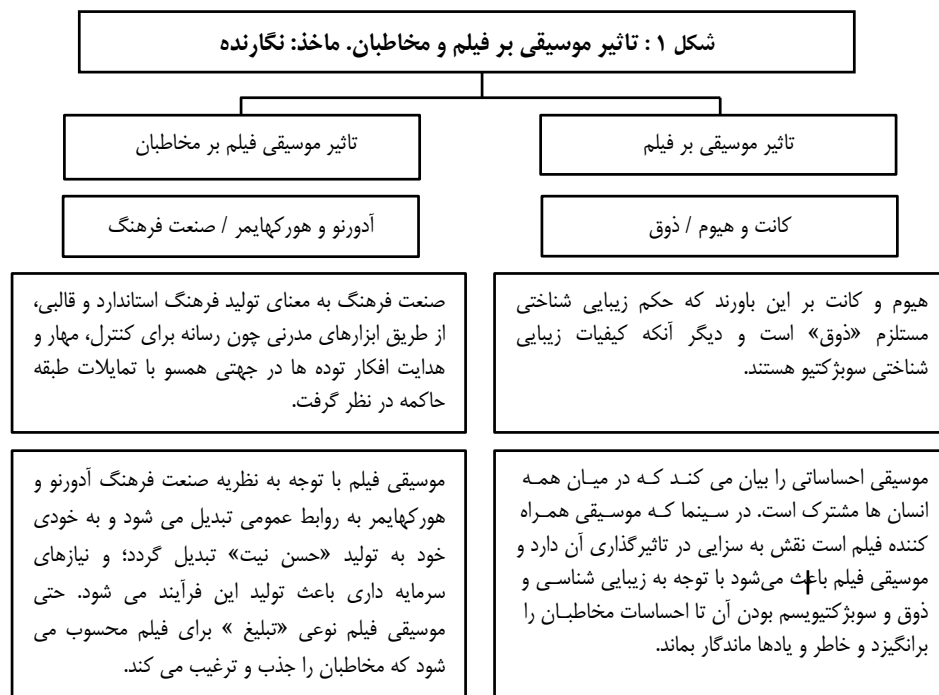 شکل ۱ : تاثیر موسیقی بر فیلم و مخاطبان. ماخذ: نگارنده
تاثیر موسیقی بر فیلم
تاثیر موسیقی فیلم بر مخاطبان
کانت و هیوم / ذوق
آدورنو و هورکهایمر / صنعت فرهنگ
هیوم و کانت بر این باورند که حکم زیبایی شناختی
مستلزم «ذوق» است و دیگر آنکه کیفیات زیبایی
شناختی سوبژکتیو هستند.
صنعت فرهنگ به معنای تولید فرهنگ استاندارد و قالبی،
از طریق ابزارهای مدرنی چون رسانه برای کنترل، مهار و
هدایت افکار توده ها در جهتی همسو با تمایلات طبقه
حاکمه در نظر گرفت.
موسیقی احساساتی را بیان می کند که در میان همه
انسان ها مشترک است. در سینما که موسیقی همراه
کننده فیلم است نقش به سزایی در تاثیرگذاری آن دارد و
موسیقی فیلم باعث می‌شود با توجه به زیبایی شناسی و
ذوق و سوبژکتیویسم بودن آن تا احساسات مخاطبان را
برانگیزد و خاطر و یادها ماندگار بماند.
موسیقی فیلم با توجه به نظریه صنعت فرهنگ آدورنو و
هورکهایمر به روابط عمومی تبدیل می شود و به خودی
خود به تولید «حسن نیت» تبدیل گردد؛ و نیازهای
سرمایه داری باعث تولید این فرآیند می شود. حتی
موسیقی فیلم نوعی «تبلیغ » برای فیلم محسوب می
شود که مخاطبان را جذب و ترغیب می کند.